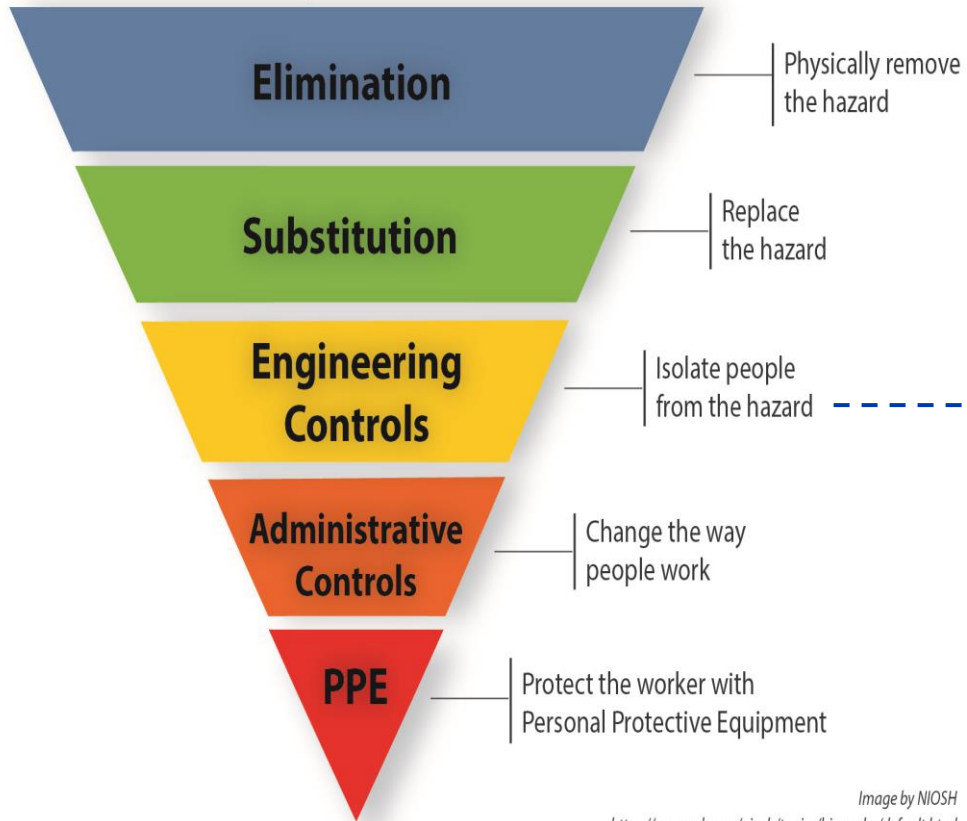 Elimination
Physically remove
the hazard
Substitution
Replace
the hazard
Engineering
Controls
Isolate people
from the hazard
Administrative
Controls
Change the way
people work
PPE
Protect the worker with
Personal Protective Equipment
Image by NIOSH